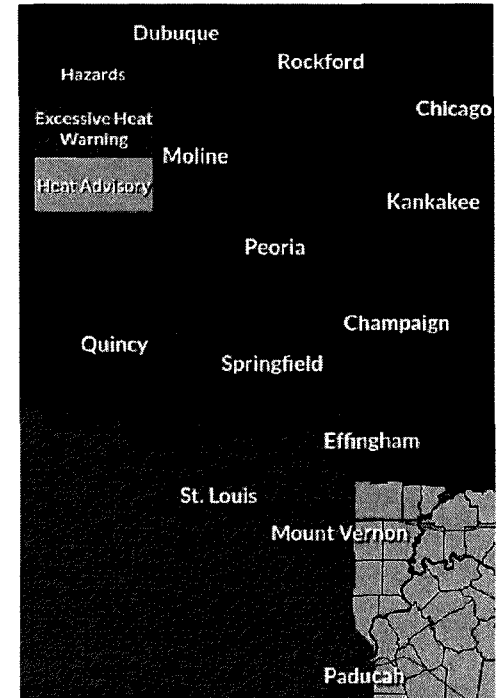 Dubuque
Rockford
Hazards
Chicago
Excessive Heat
Warning
Moline
Heat Advisory
Kankakee
Peoria
Champaign
Quincy
Springfield
Effingham
St. Louis
Mount Vernon
Paducah